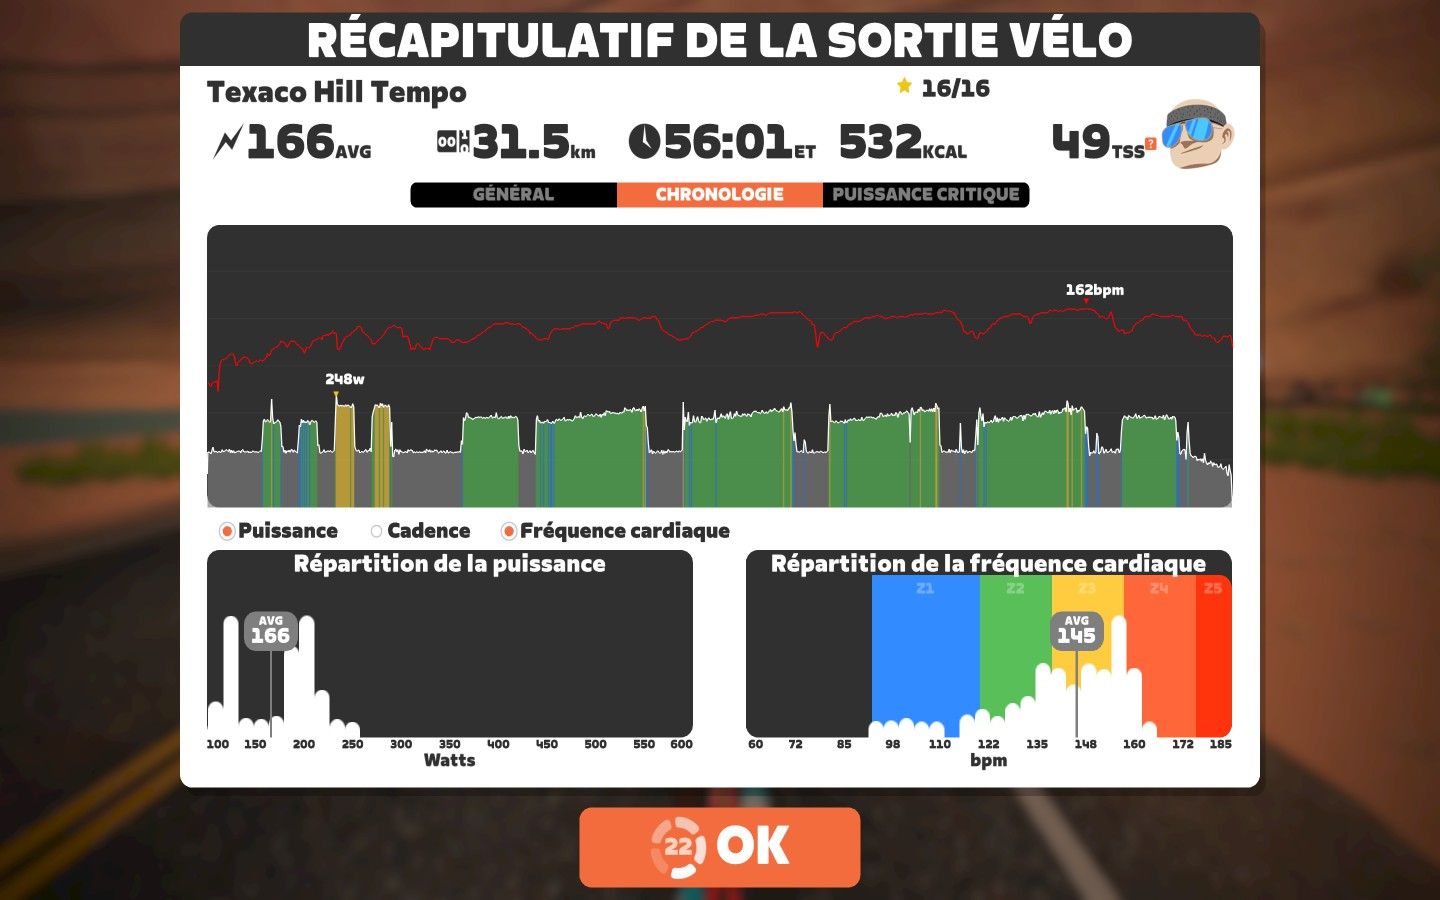 RÉCAPITULATIF DE LA SORTIE VÉLO
Texaco Hill Tempo
16/16
166AVG
31.5km
56:01ET
532KCAL
49TSS
?
GÉNÉRAL
CHRONOLOGIE
PUISSANCE CRITIQUE
162bpm
248w
Puissance
Cadence
Fréquence cardiaque
Répartition de la puissance
AVG
166
100 150 200 250 300 350 400 450 500 550 600
Watts
Répartition de la fréquence cardiaque
Z1 Z2 Z3 Z4 Z5
AVG
145
60 72 85 98 110 122 135 148 160 172 185
bpm
22 OK